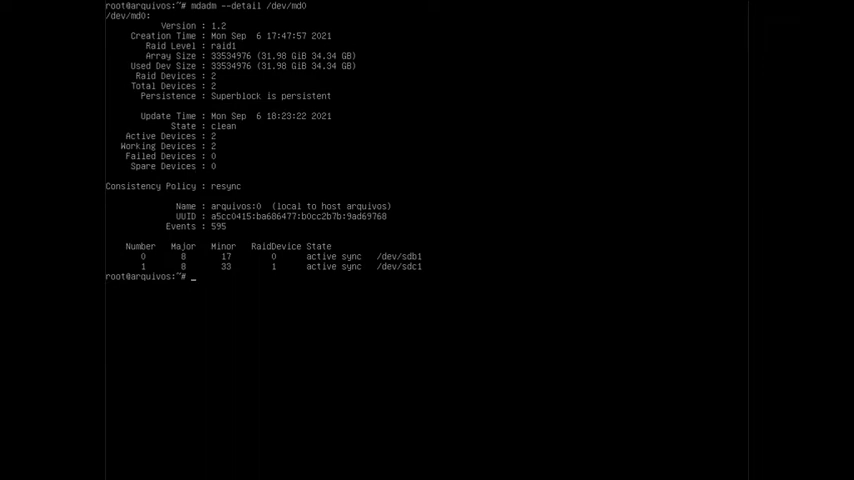 root@arquivos:~# mdadm --detail /dev/md0
/dev/md0:
Version : 1.2
Creation Time : Mon Sep  6 17:47:57 2021
Raid Level : raid1
Array Size : 33534976 (31.98 GiB 34.34 GB)
Used Dev Size : 33534976 (31.98 GiB 34.34 GB)
Raid Devices : 2
Total Devices : 2
Persistence : Superblock is persistent
Update Time : Mon Sep  6 18:23:22 2021
State : clean
Active Devices : 2
Working Devices : 2
Failed Devices : 0
Spare Devices : 0
Consistency Policy : resync
Name : arquivos:0  (local to host arquivos)
UUID : a5cc0415:ba686477:b0cc2b7b:9ad69768
Events : 595
Number   Major   Minor   RaidDevice State
0       8       17        0      active sync   /dev/sdb1
1       8       33        1      active sync   /dev/sdc1
root@arquivos:~# _